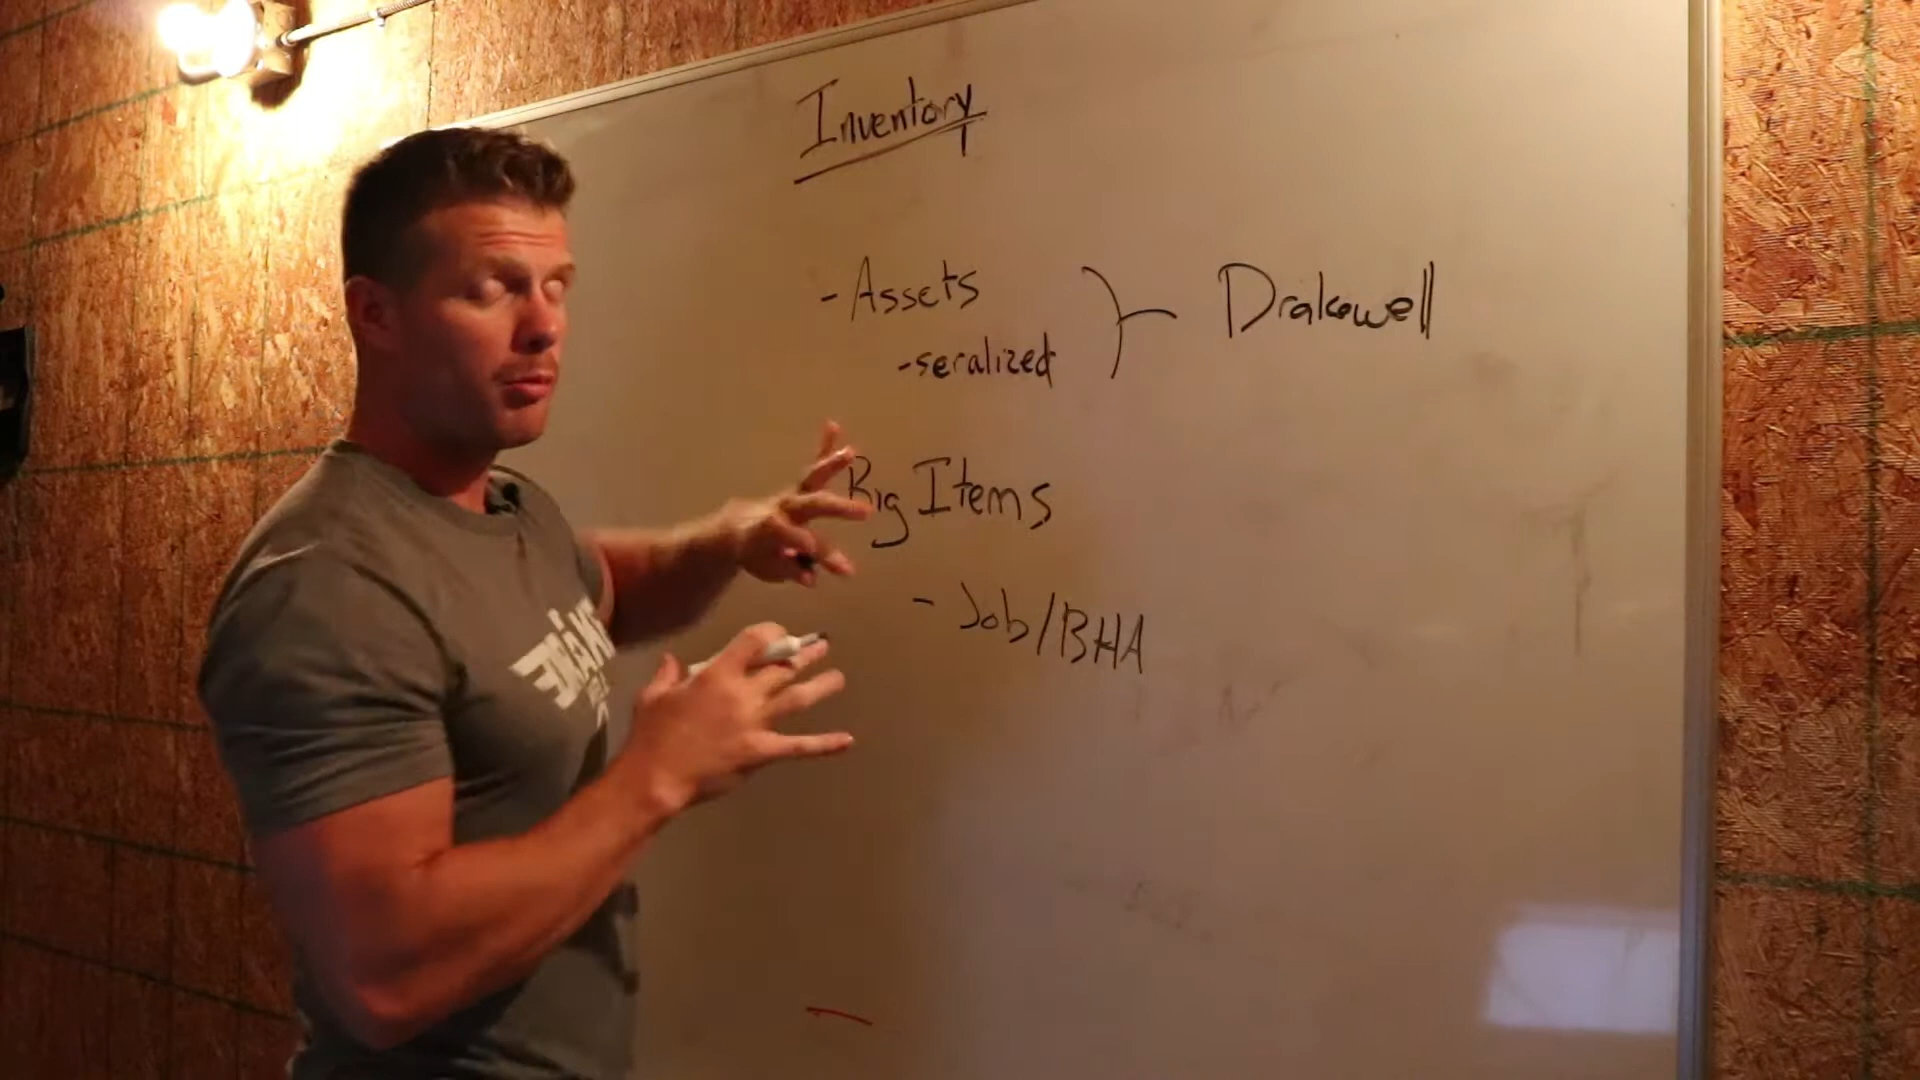 Inventory
- Assets
- seralized
Drakewell
Big Items
- Job/BHA